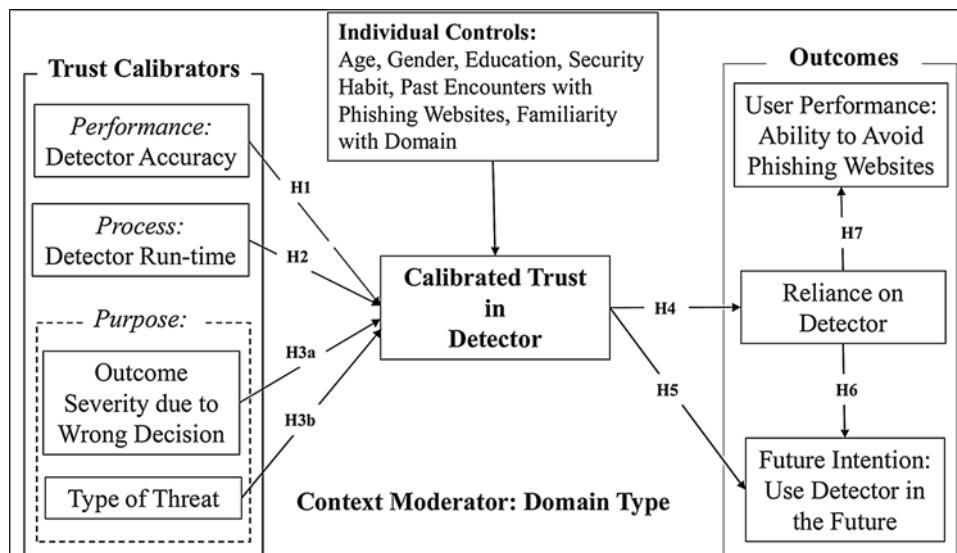 Individual Controls:
Age, Gender, Education, Security
Habit, Past Encounters with
Phishing Websites, Familiarity
with Domain
Trust Calibrators
Performance:
Detector Accuracy
Process:
Detector Run-time
Purpose:
Outcome
Severity due to
Wrong Decision
Type of Threat
H1
H2
H3a
H3b
Calibrated Trust
in
Detector
H4
H5
Outcomes
User Performance:
Ability to Avoid
Phishing Websites
H7
Reliance on
Detector
H6
Future Intention:
Use Detector in
the Future
Context Moderator: Domain Type